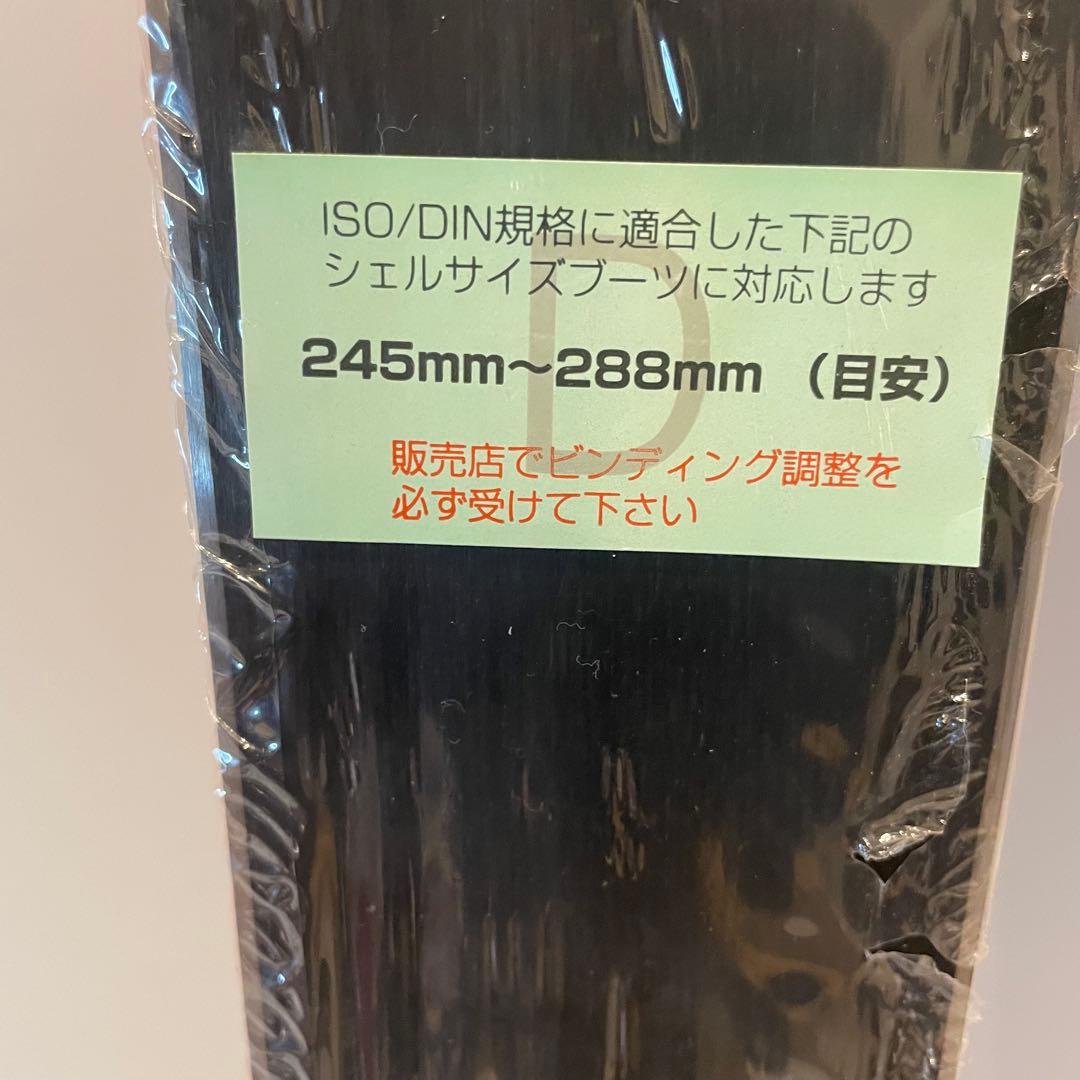 ISO/DIN規格に適合した下記の
シェルサイズブーツに対応します
D
245mm～288mm （目安）
販売店でビンディング調整を
必ず受けて下さい